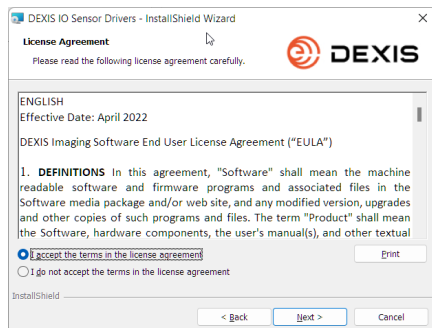 DEXIS IO Sensor Drivers - InstallShield Wizard
License Agreement
Please read the following license agreement carefully.
DEXIS
ENGLISH
Effective Date: April 2022
DEXIS Imaging Software End User License Agreement (“EULA”)
1. DEFINITIONS In this agreement, "Software" shall mean the machine
readable software and firmware programs and associated files in the
Software media package and/or web site, and any modified version, upgrades
and other copies of such programs and files. The term "Product" shall mean
the Software, hardware components, the user's manual(s), and other textual
I accept the terms in the license agreement
Print
I do not accept the terms in the license agreement
InstallShield
< Back
Next >
Cancel